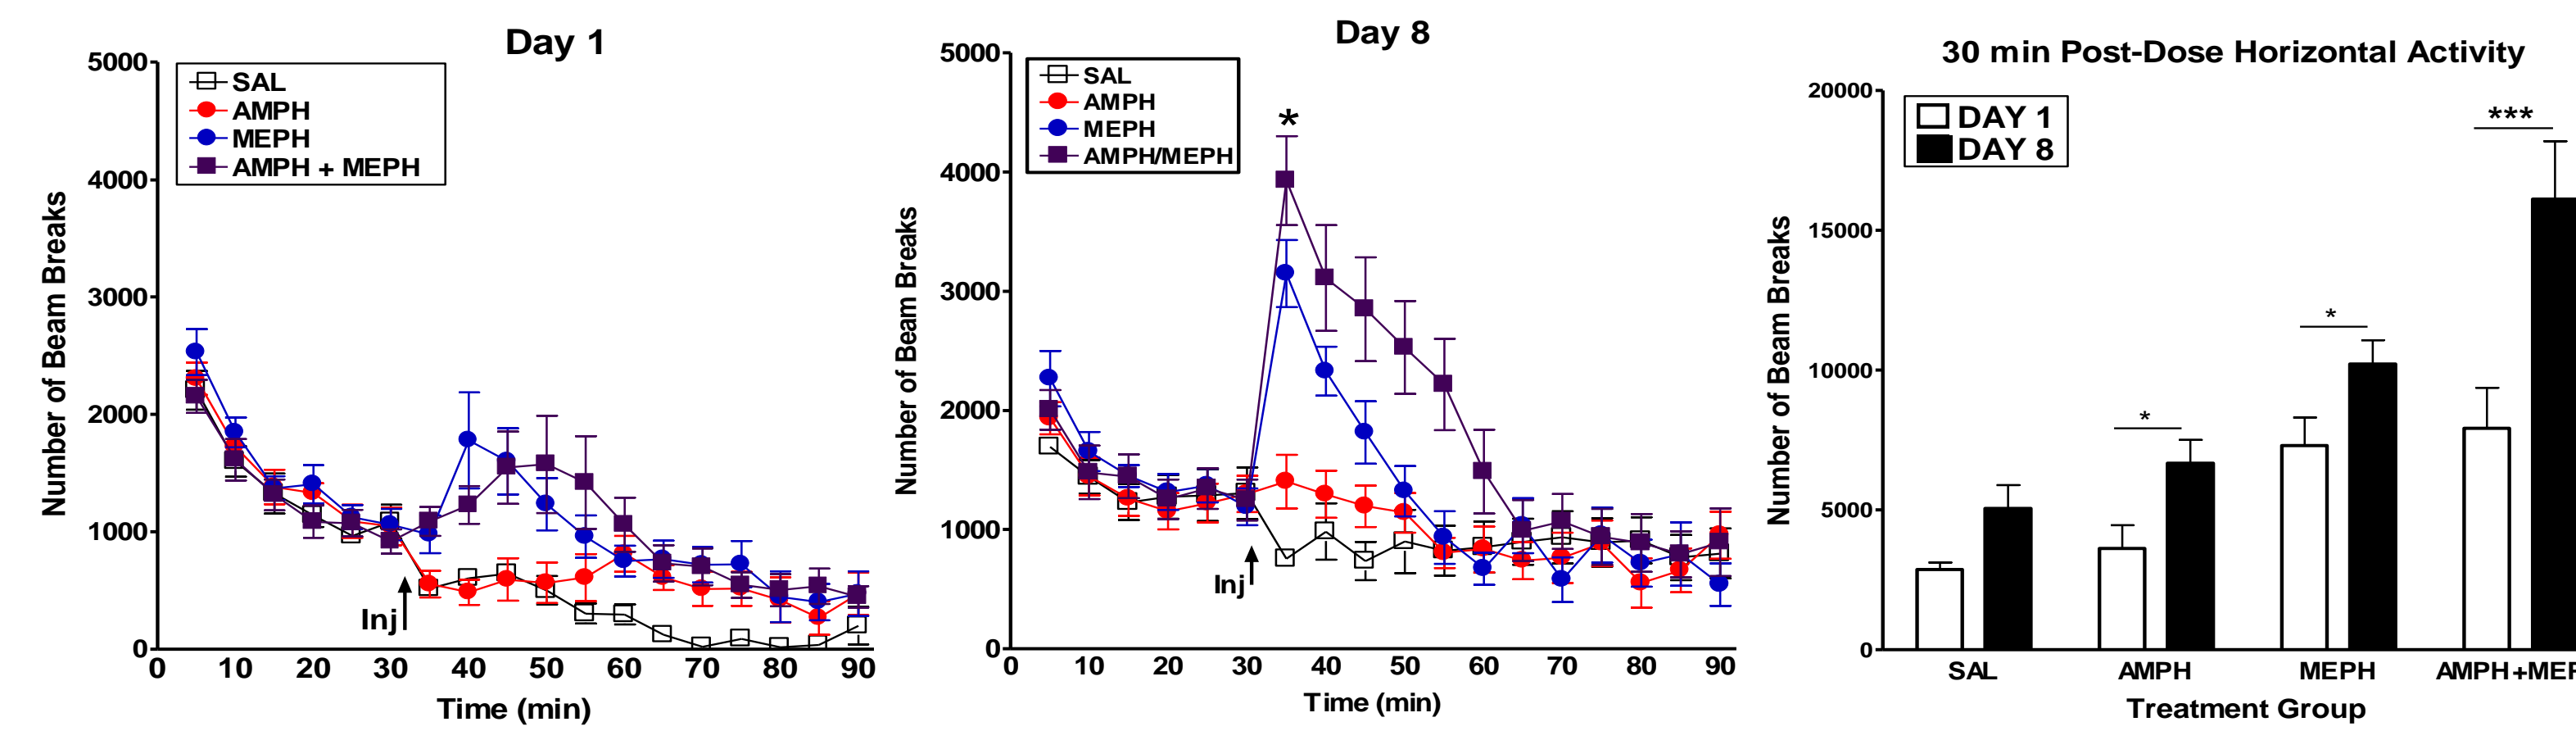 Day 1
5000
4000
3000
2000
1000
0
SAL
AMPH
MEPH
AMPH + MEPH
Number of Beam Breaks
Inj
0 10 20 30 40 50 60 70 80 90
Time (min)
Day 8
5000
4000
3000
2000
1000
0
SAL
AMPH
MEPH
AMPH/MEPH
*
Number of Beam Breaks
Inj
0 10 20 30 40 50 60 70 80 90
Time (min)
30 min Post-Dose Horizontal Activity
20000
15000
10000
5000
0
DAY 1
DAY 8
*
*
***
Number of Beam Breaks
SAL AMPH MEPH AMPH+MEP
Treatment Group